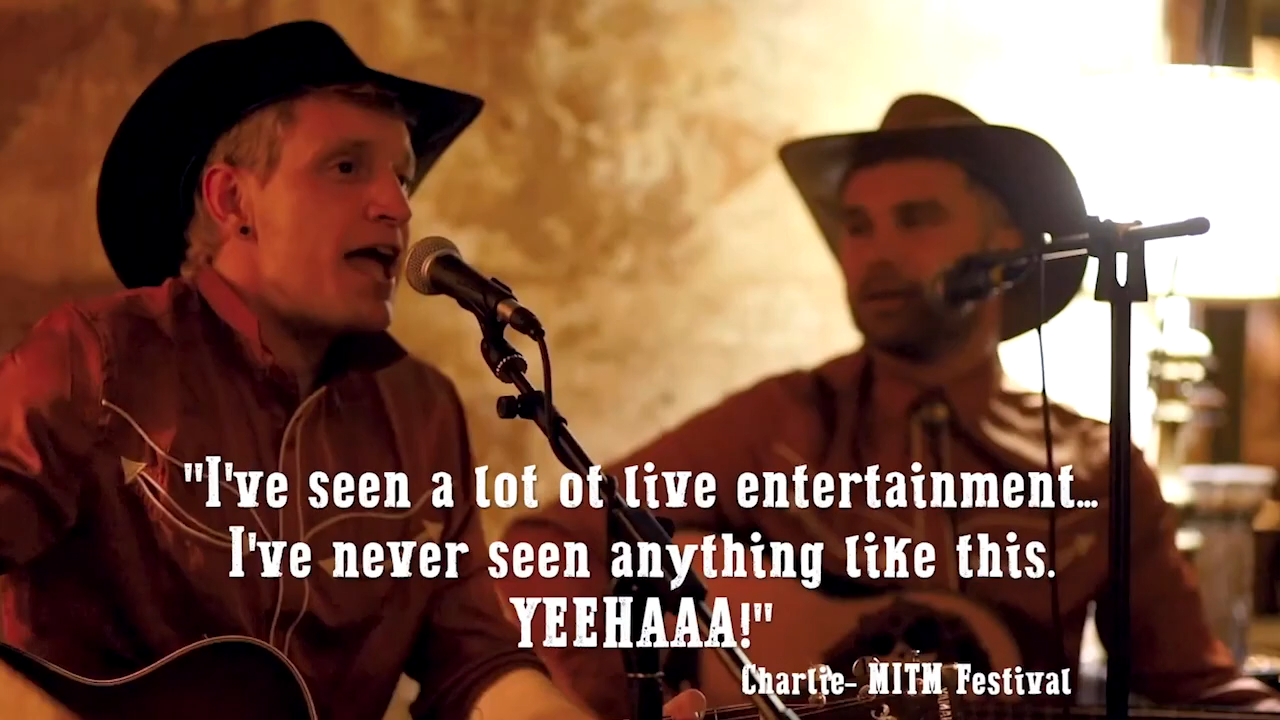 "I've seen a lot of live entertainment...
I've never seen anything like this.
YEEHAAA!"
Charlie- MITM Festival